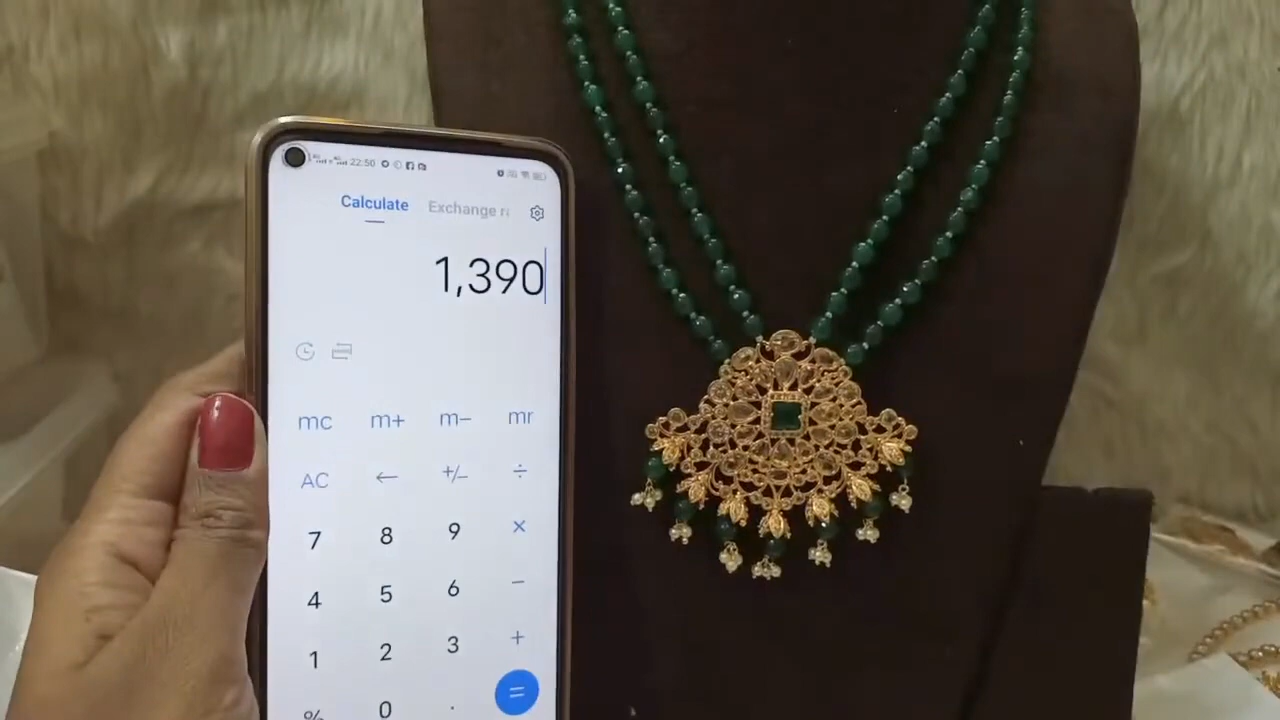 22:50
Calculate Exchange r
1,390
mc m+ m– mr
AC ← +/– ÷
7 8 9 ×
4 5 6 –
1 2 3 +
% 0 . =